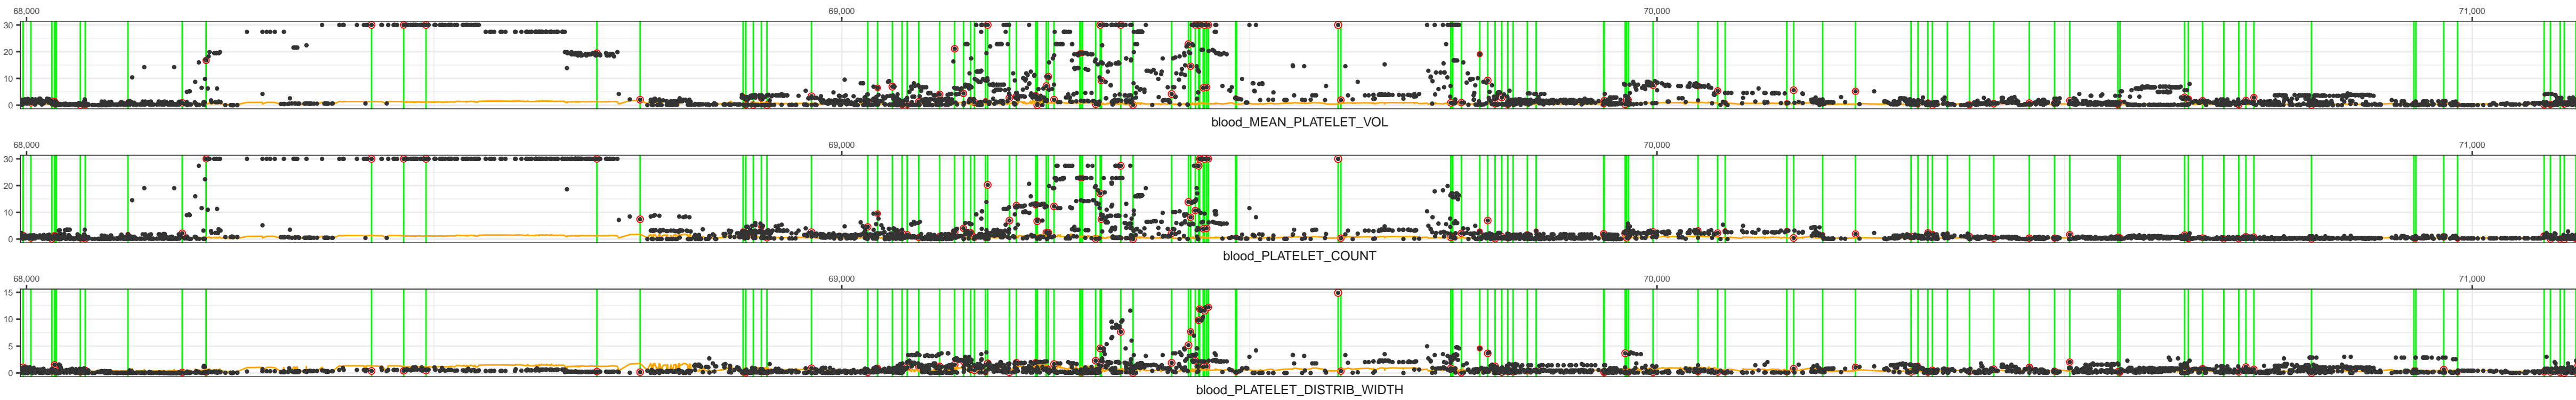 68,000 69,000 70,000 71,000
30
20
10
0
blood_MEAN_PLATELET_VOL
68,000 69,000 70,000 71,000
30
20
10
0
blood_PLATELET_COUNT
68,000 69,000 70,000 71,000
15
10
5
0
blood_PLATELET_DISTRIB_WIDTH